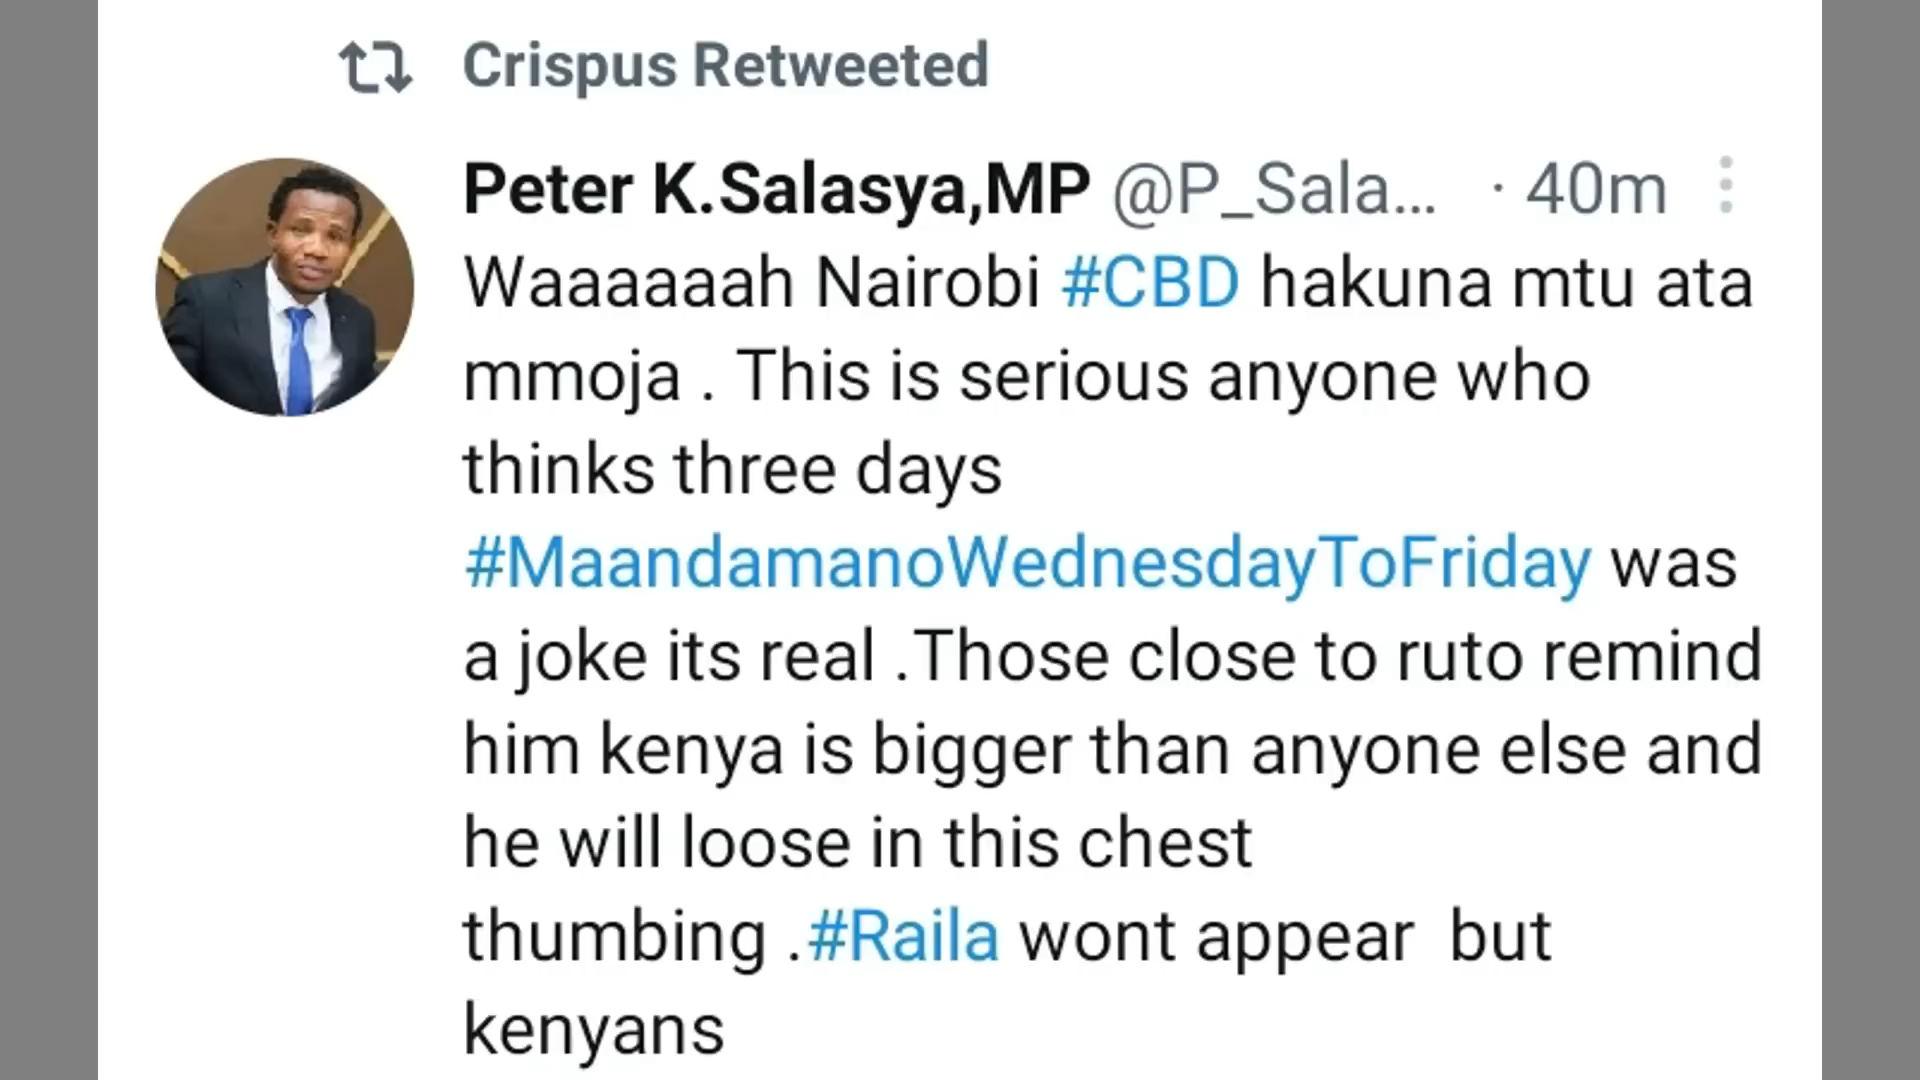 Crispus Retweeted
Peter K.Salasya,MP @P_Sala... · 40m
Waaaaaah Nairobi #CBD hakuna mtu ata
mmoja . This is serious anyone who
thinks three days
#MaandamanoWednesdayToFriday was
a joke its real .Those close to ruto remind
him kenya is bigger than anyone else and
he will loose in this chest
thumbing .#Raila wont appear  but
kenyans